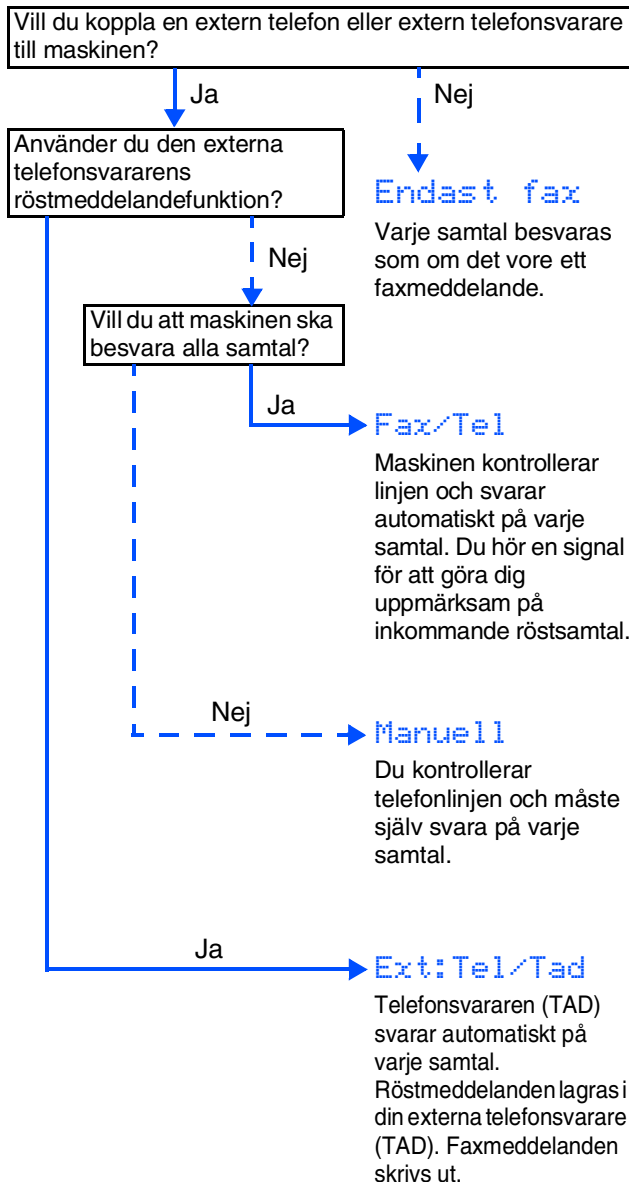 Vill du koppla en extern telefon eller extern telefonsvarare
till maskinen?
Ja
Nej
Använder du den externa
telefonsvararens
röstmeddelandefunktion?
Endast fax
Varje samtal besvaras
som om det vore ett
faxmeddelande.
Nej
Vill du att maskinen ska
besvara alla samtal?
Ja
Fax/Tel
Maskinen kontrollerar
linjen och svarar
automatiskt på varje
samtal. Du hör en signal
för att göra dig
uppmärksam på
inkommande röstsamtal.
Nej
Manuell
Du kontrollerar
telefonlinjen och måste
själv svara på varje
samtal.
Ja
Ext:Tel/Tad
Telefonsvararen (TAD)
svarar automatiskt på
varje samtal.
Röstmeddelanden lagras i
din externa telefonsvarare
(TAD). Faxmeddelanden
skrivs ut.